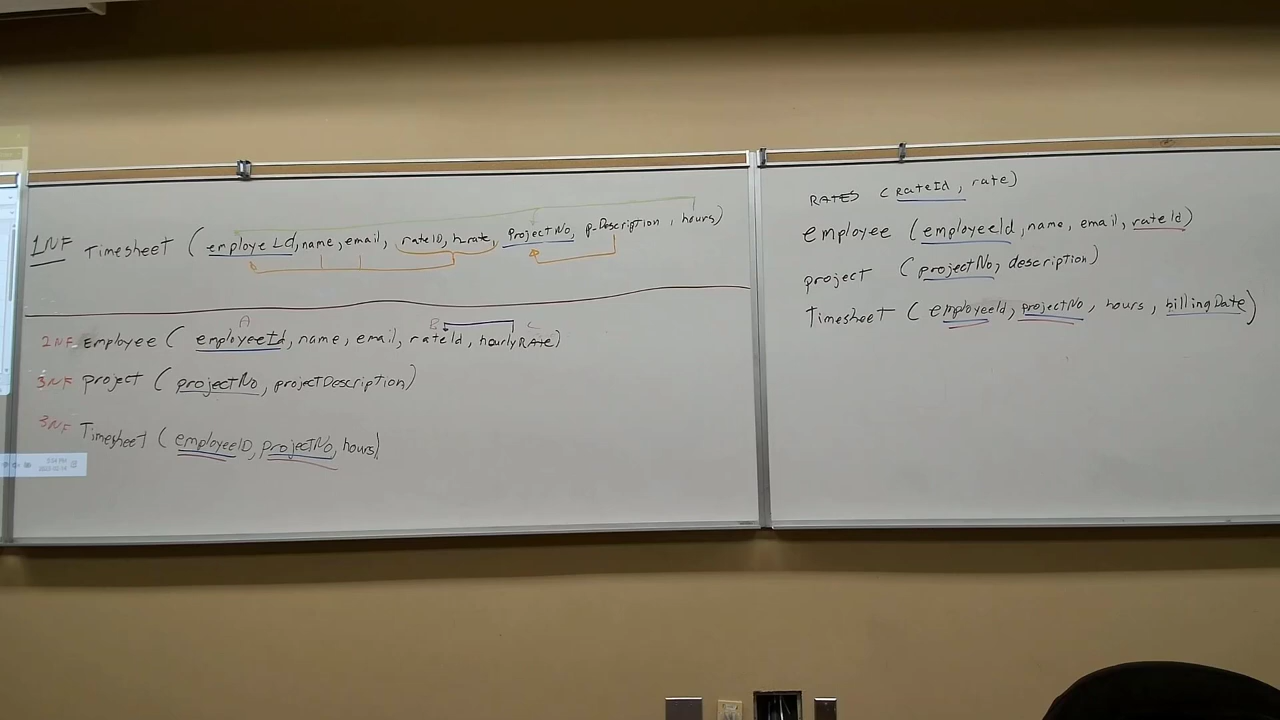 1NF Timesheet (employeeId, name, email, rateID, h_rate, projectNo, p-Description, hours)
A B C
2NF Employee ( employeeId, name, email, rateId, hourlyRate)
3NF project ( projectNo, projectDescription)
3NF Timesheet ( employeeID, projectNo, hours)
RATES ( rateId, rate)
employee ( employeeId, name, email, rateId)
project ( projectNo, description)
Timesheet ( employeeId, projectNo, hours, billingDate)